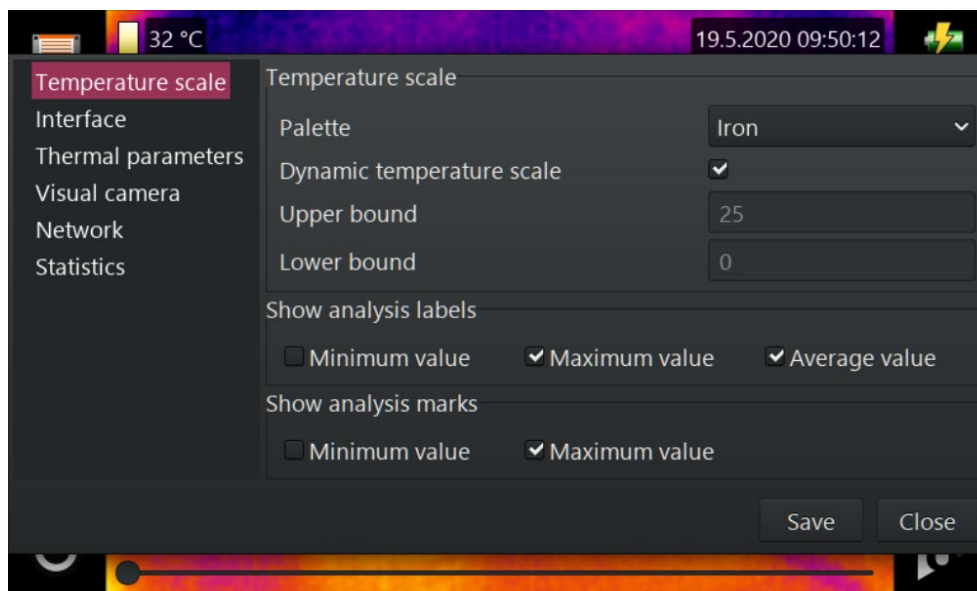 32 °C
19.5.2020 09:50:12
Temperature scale
Interface
Thermal parameters
Visual camera
Network
Statistics
Temperature scale
Palette Iron
Dynamic temperature scale
Upper bound 25
Lower bound 0
Show analysis labels
Minimum value Maximum value Average value
Show analysis marks
Minimum value Maximum value
Save Close